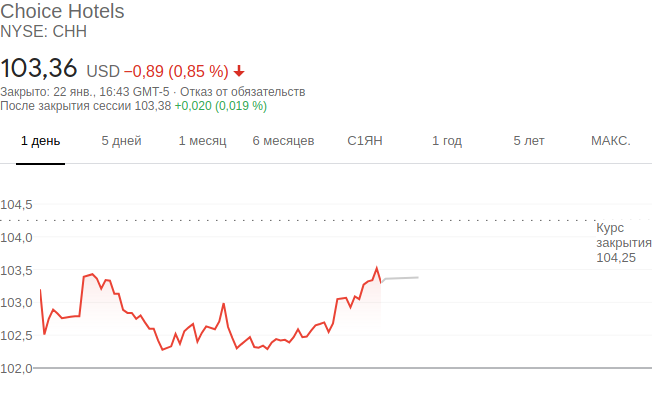 Choice Hotels
NYSE: CHH
103,36 USD −0,89 (0,85 %)
Закрыто: 22 янв., 16:43 GMT-5 · Отказ от обязательств
После закрытия сессии 103,38 +0,020 (0,019 %)
1 день 5 дней 1 месяц 6 месяцев С1ЯН 1 год 5 лет МАКС.
104,5
104,0
103,5
103,0
102,5
102,0
Курс
закрытия
104,25